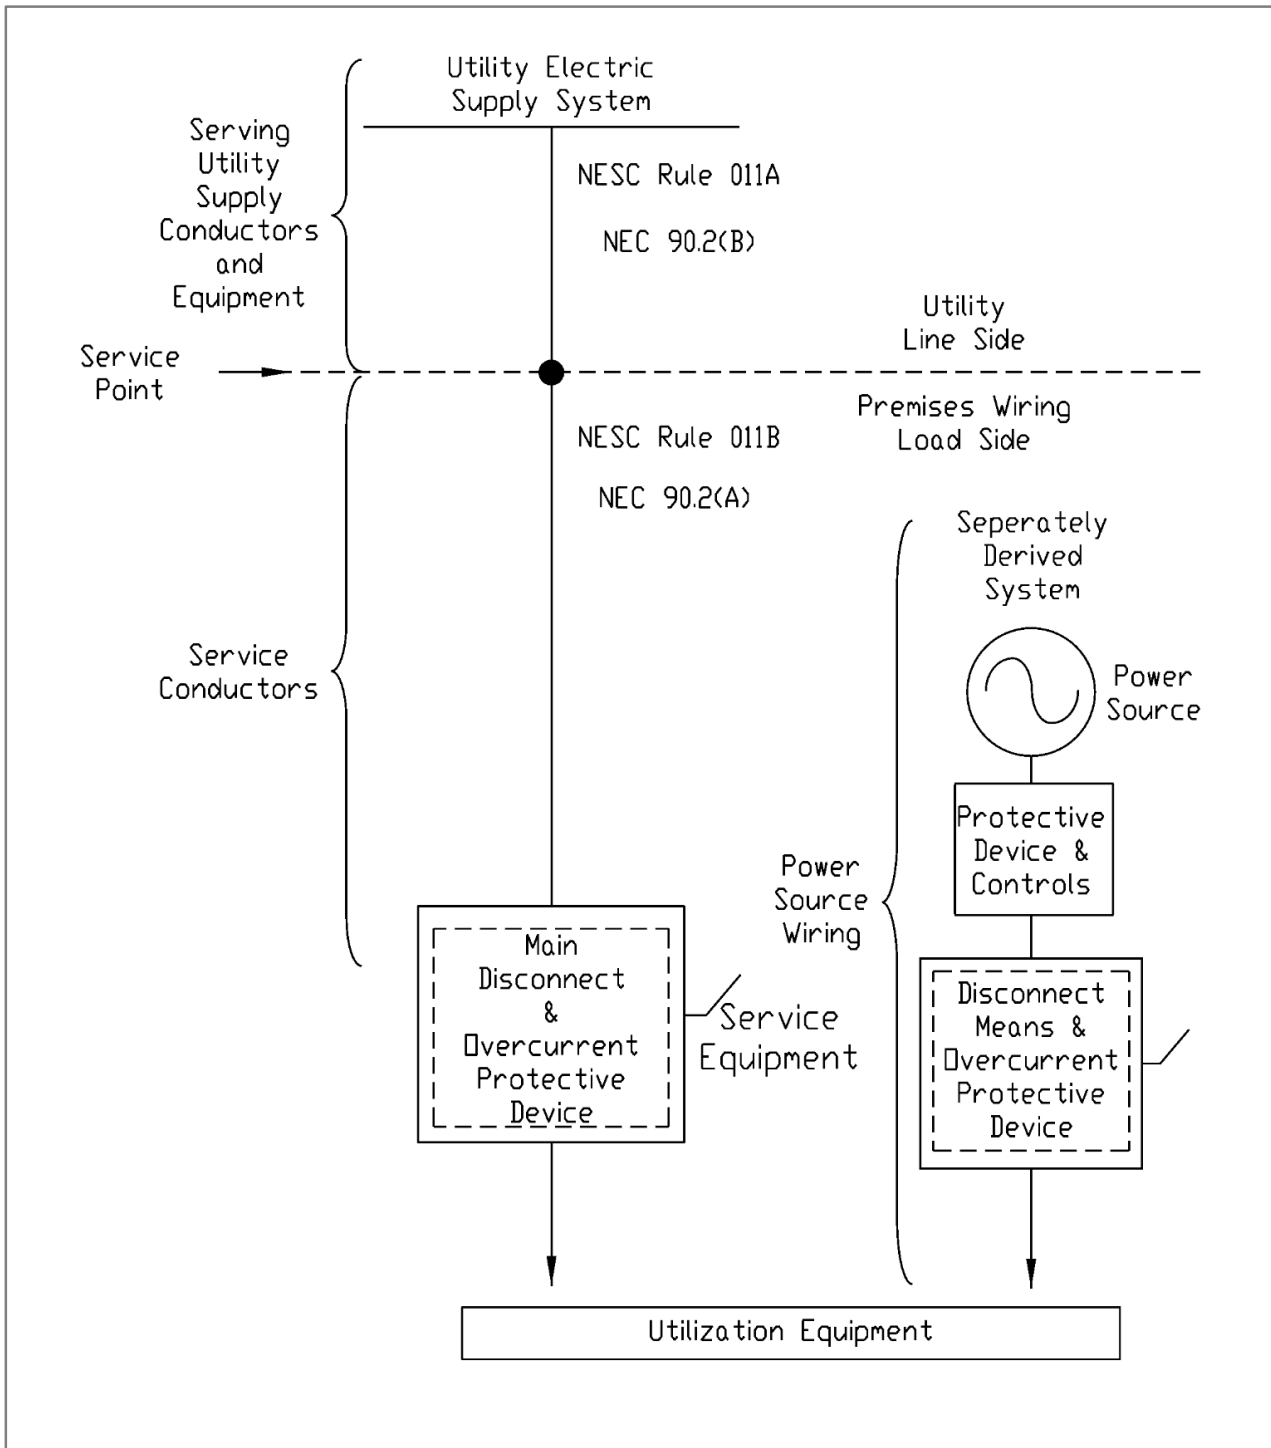 Utility Electric
Supply System
Serving
Utility
Supply
Conductors
and
Equipment
NESC Rule 011A
NEC 90.2(B)
Utility
Line Side
Service
Point
Premises Wiring
Load Side
NESC Rule 011B
NEC 90.2(A)
Seperately
Derived
System
Service
Conductors
Power
Source
Protective
Device &
Controls
Power
Source
Wiring
Main
Disconnect
&
Overcurrent
Protective
Device
Service
Equipment
Disconnect
Means &
Overcurrent
Protective
Device
Utilization Equipment